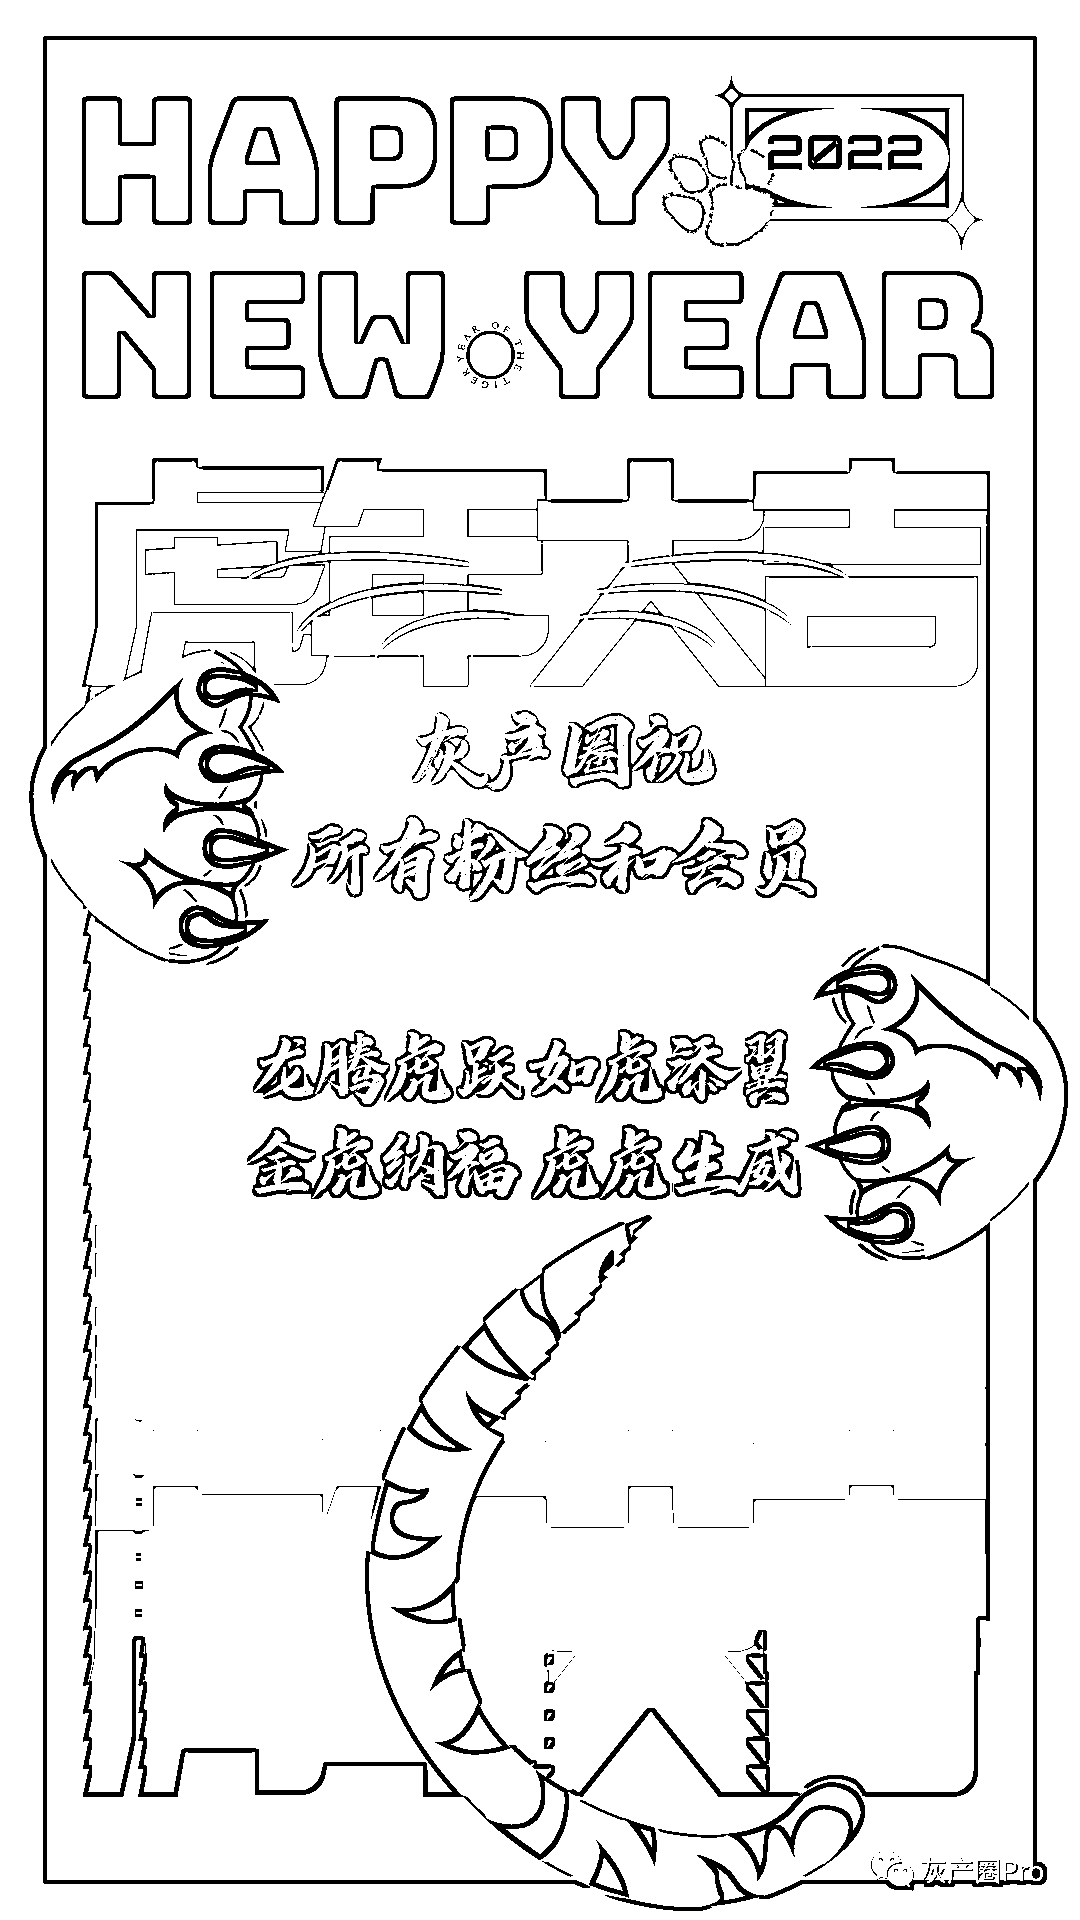 HAPPY
2022
NEW YEAR
YEAR OF THE TIGER
虎年大吉
灰产圈祝
所有粉丝和会员
龙腾虎跃 如虎添翼
金虎纳福 虎虎生威
灰产圈Pro